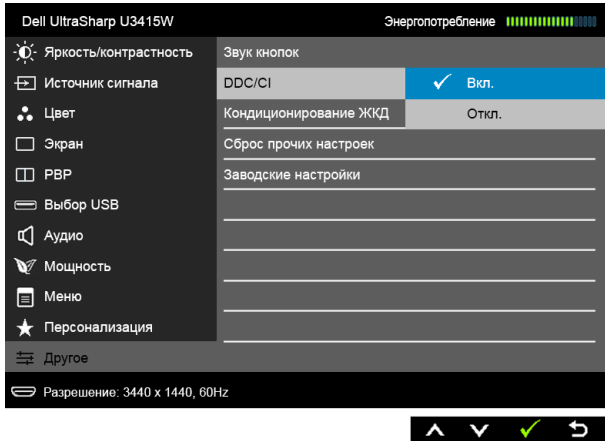 Dell UltraSharp U3415W Энергопотребление
Яркость/контрастность Звук кнопок
Источник сигнала DDC/CI Вкл.
Цвет Кондиционирование ЖКД Откл.
Экран Сброс прочих настроек
PBP Заводские настройки
Выбор USB
Аудио
Мощность
Меню
Персонализация
Другое
Разрешение: 3440 x 1440, 60Hz